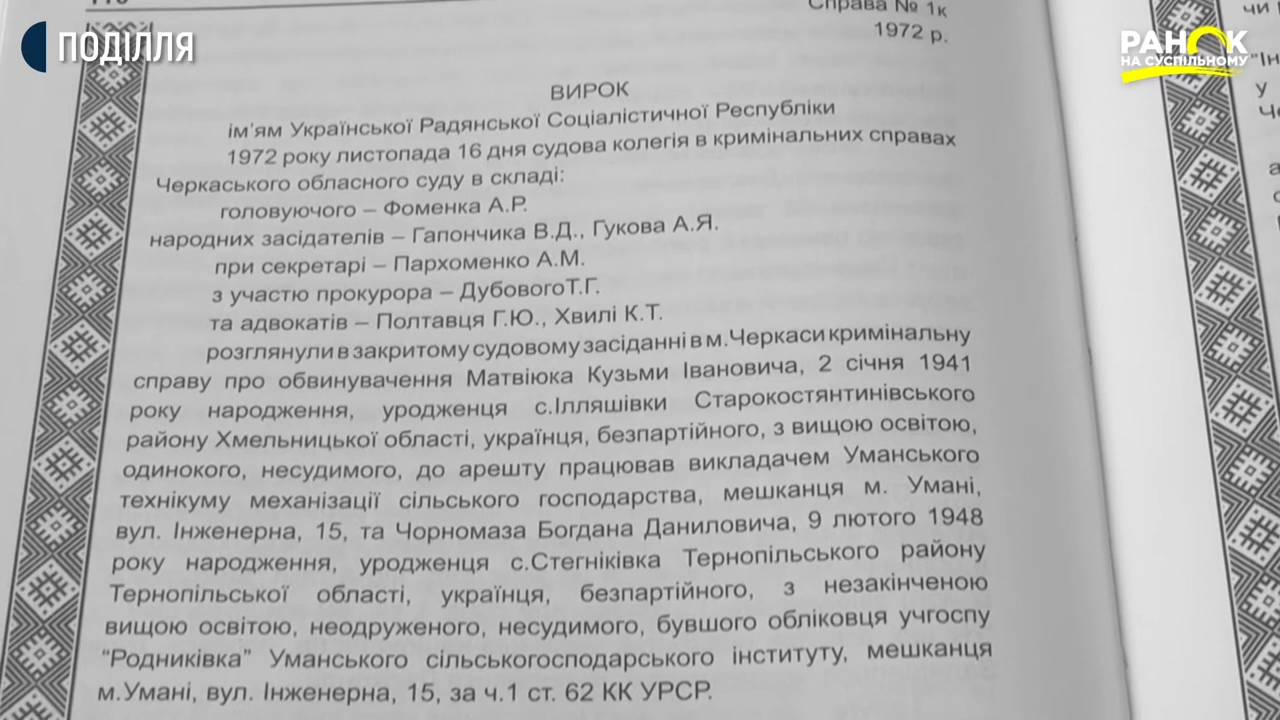 ПОДІЛЛЯ
РАНОК
НА СУСПІЛЬНОМУ
Справа № 1к
1972 р.
ВИРОК
ім’ям Української Радянської Соціалістичної Республіки
1972 року листопада 16 дня судова колегія в кримінальних справах
Черкаського обласного суду в складі:
головуючого – Фоменка А.Р.
народних засідателів – Гапончика В.Д., Гукова А.Я.
при секретарі – Пархоменко А.М.
з участю прокурора – ДубовогоТ.Г.
та адвокатів – Полтавця Г.Ю., Хвилі К.Т.
розглянули в закритому судовому засіданні в м.Черкаси кримінальну
справу про обвинувачення Матвіюка Кузьми Івановича, 2 січня 1941
року народження, уродженця с.Ілляшівки Старокостянтинівського
району Хмельницької області, українця, безпартійного, з вищою освітою,
одинокого, несудимого, до арешту працював викладачем Уманського
технікуму механізації сільського господарства, мешканця м. Умані,
вул. Інженерна, 15, та Чорномаза Богдана Даниловича, 9 лютого 1948
року народження, уродженця с.Стегніківка Тернопільського району
Тернопільської області, українця, безпартійного, з незакінченою
вищою освітою, неодруженого, несудимого, бувшого обліковця учгоспу
“Родниківка” Уманського сільськогосподарського інституту, мешканця
м.Умані, вул. Інженерна, 15, за ч.1 ст. 62 КК УРСР.